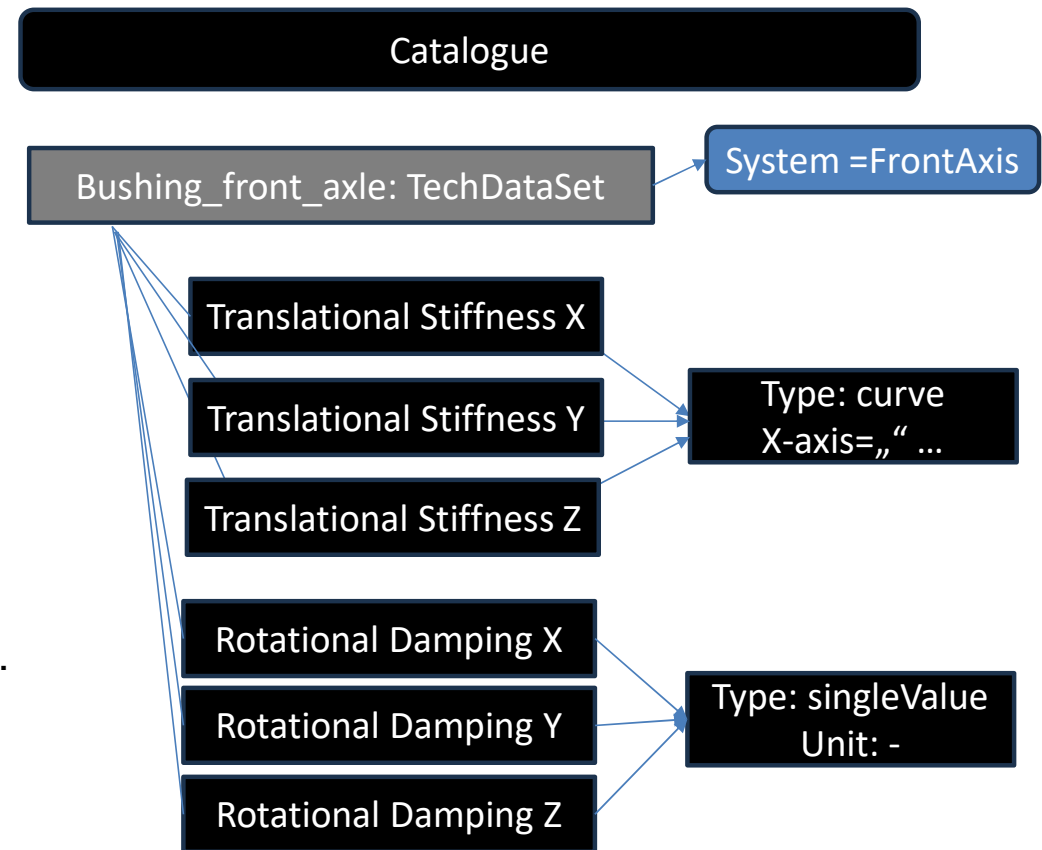 Catalogue
Bushing_front_axle: TechDataSet
System =FrontAxis
Translational Stiffness X
Translational Stiffness Y
Translational Stiffness Z
Type: curve
X-axis=„“ …
.
Rotational Damping X
Rotational Damping Y
Rotational Damping Z
Type: singleValue
Unit: -